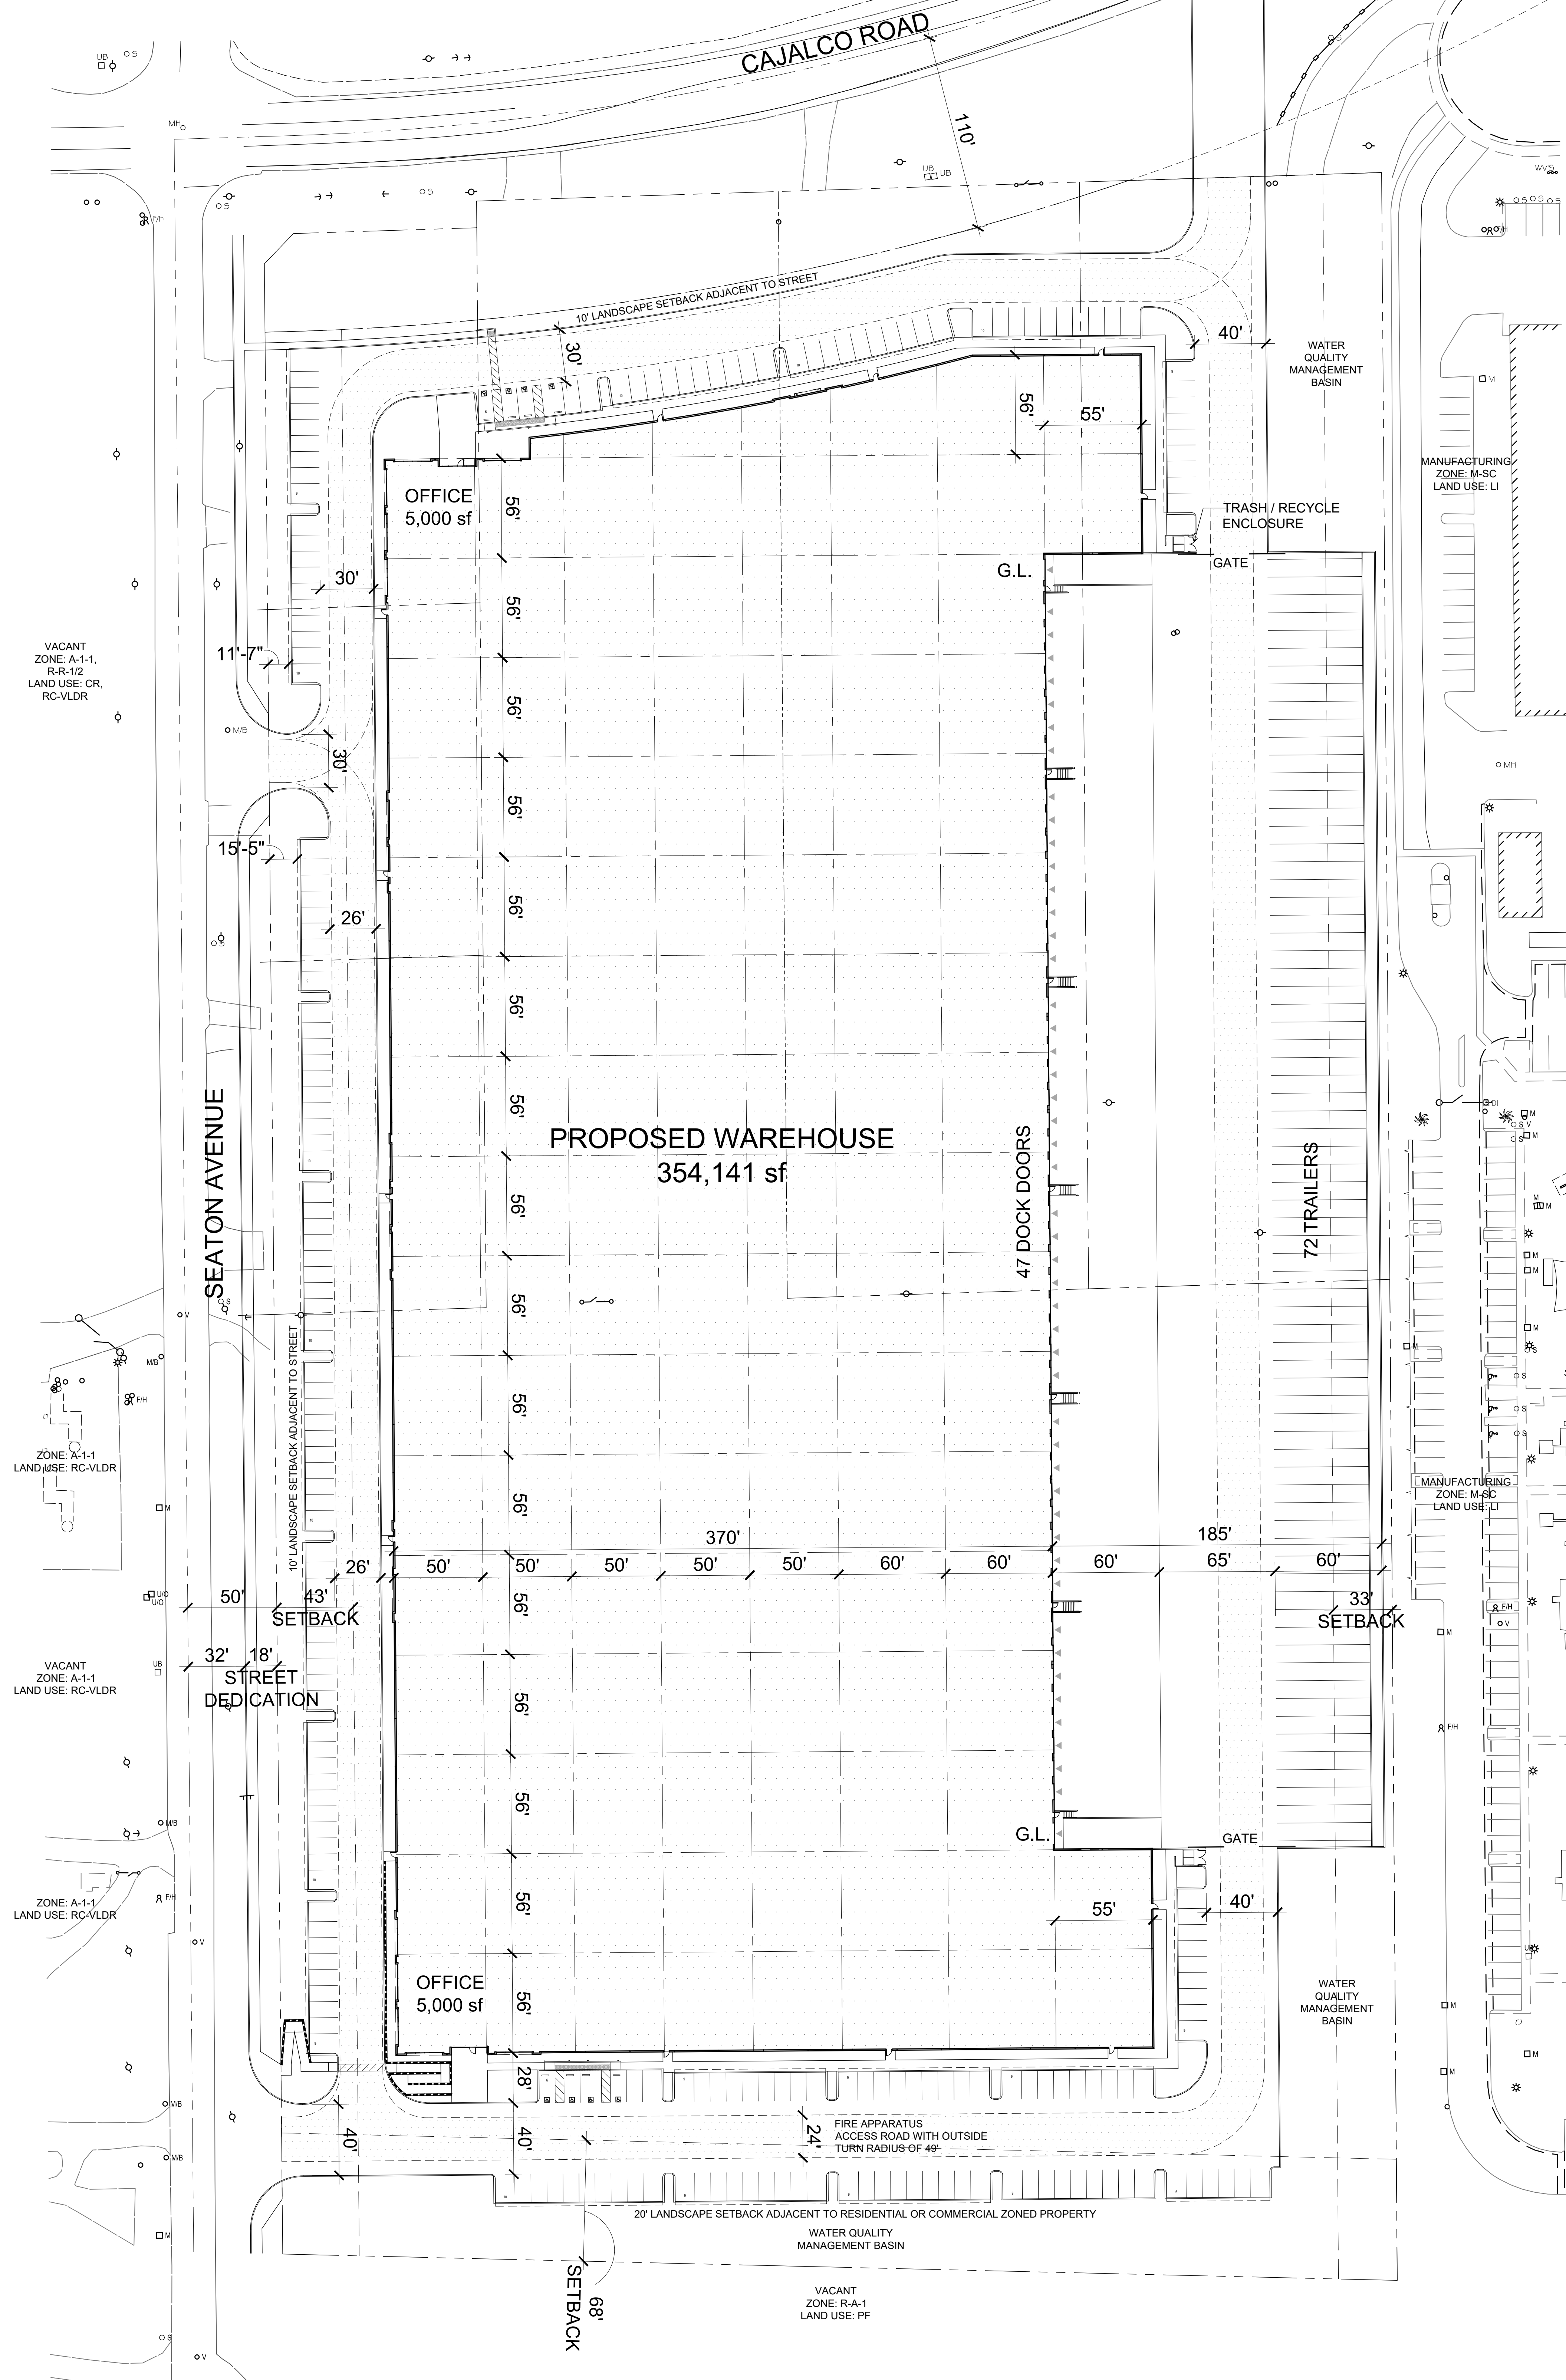 CAJALCO ROAD
UB
S
S
MH
110'
UB
UB
WV'S
S S S
S
S
F/H
F/H
10' LANDSCAPE SETBACK ADJACENT TO STREET
30'
40'
WATER
QUALITY
MANAGEMENT
BASIN
M
56'
55'
MANUFACTURING
ZONE: M-SC
LAND USE: LI
OFFICE
5,000 sf
56'
TRASH / RECYCLE
ENCLOSURE
GATE
G.L.
30'
56'
11'-7"
VACANT
ZONE: A-1-1,
R-R-1/2
LAND USE: CR,
RC-VLDR
56'
M/B
30'
MH
56'
15'-5"
56'
26'
S
56'
56'
SEATON AVENUE
PROPOSED WAREHOUSE
354,141 sf
47 DOCK DOORS
72 TRAILERS
56'
M
S V
S
M
M
M
M
M
56'
S
V
M
M
S
M/B
10' LANDSCAPE SETBACK ADJACENT TO STREET
F/H
S
S
S
56'
ZONE: A-1-1
LAND USE: RC-VLDR
MANUFACTURING
ZONE: M-SC
LAND USE: LI
M
56'
370'
185'
26'
50'
50'
50'
50'
50'
60'
60'
60'
65'
60'
U/O
U/O
50'
43'
SETBACK
56'
33'
SETBACK
F/H
V
M
32'
18'
STREET
DEDICATION
UB
VACANT
ZONE: A-1-1
LAND USE: RC-VLDR
56'
F/H
56'
M/B
G.L.
GATE
ZONE: A-1-1
LAND USE: RC-VLDR
F/H
56'
55'
40'
V
OFFICE
5,000 sf
56'
WATER
QUALITY
MANAGEMENT
BASIN
M
M
M
28'
M/B
40'
40'
24'
FIRE APPARATUS
ACCESS ROAD WITH OUTSIDE
TURN RADIUS OF 49'
M/B
20' LANDSCAPE SETBACK ADJACENT TO RESIDENTIAL OR COMMERCIAL ZONED PROPERTY
WATER QUALITY
MANAGEMENT BASIN
M
68'
SETBACK
VACANT
ZONE: R-A-1
LAND USE: PF
S
V